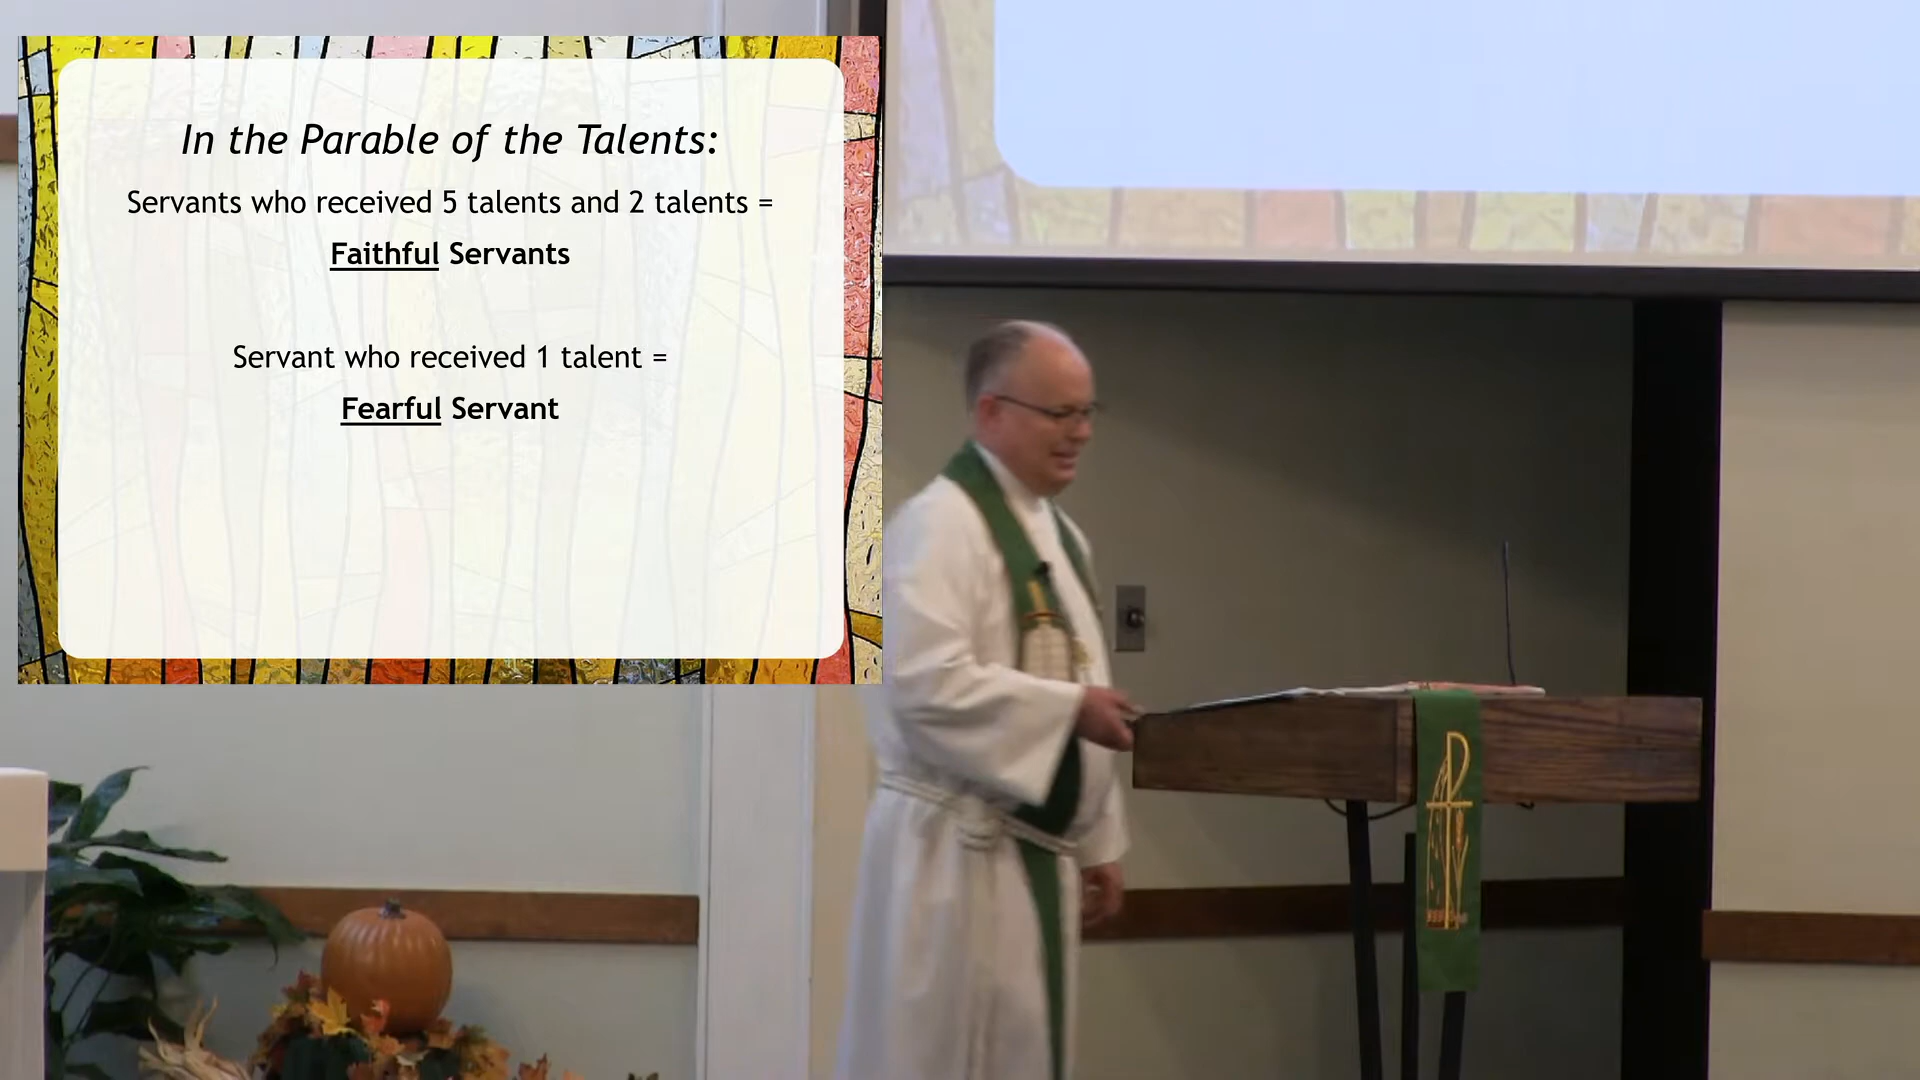 In the Parable of the Talents:
Servants who received 5 talents and 2 talents =
Faithful Servants
Servant who received 1 talent =
Fearful Servant